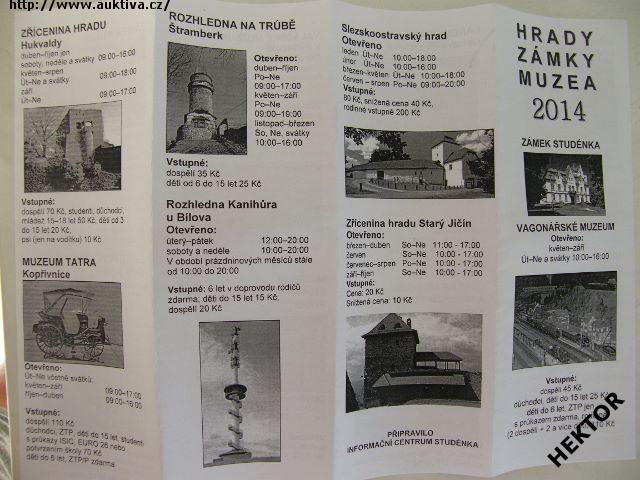 http://www.auktiva.cz/
ZŘÍCENINA HRADU
Hukvaldy
duben–říjen jen
soboty, neděle a svátky 09:00–16:00
květen–srpen
Út–Ne a svátky 09:00–18:00
září
Út–Ne 09:00–17:00
Vstupné:
dospělí 70 Kč, studenti, důchodci,
mládež 15–18 let 50 Kč, děti od 3
do 15 let 20 Kč,
psi (jen na vodítku) 10 Kč
MUZEUM TATRA
Kopřivnice
Otevřeno:
Út–Ne včetně svátků:
květen–září 09:00–17:00
říjen–duben 09:00–16:00
Vstupné:
dospělí 110 Kč
důchodci, ZTP, děti do 15 let, studenti
s průkazy ISIC, EURO 26 nebo
potvrzením školy 70 Kč
děti do 6 let, ZTP/P zdarma
ROZHLEDNA NA TRÚBĚ
Štramberk
Otevřeno:
duben–říjen
Po–Ne
09:00–17:00
květen–září
Po–Ne
09:00–19:00
listopad–březen
So, Ne, svátky
10:00–16:00
Vstupné:
dospělí 35 Kč
děti od 6 do 15 let 25 Kč
Rozhledna Kanihůra
u Bílova
Otevřeno:
úterý–pátek 12:00–20:00
soboty a neděle 10:00–20:00
V období prázdninových měsíců stále
od 10:00 do 20:00
Vstupné: 6 let v doprovodu rodičů
zdarma; děti do 15 let 15 Kč,
dospělí 20 Kč
Slezskoostravský hrad
Otevřeno
leden Út–Ne 10:00–18:00
únor Út–Ne 10:00–16:00
březen–květen Út–Ne 10:00–18:00
červen – srpen Po–Ne 09:00–20:00
Vstupné:
80 Kč, snížená cena 40 Kč,
rodinné vstupné 200 Kč
Zřícenina hradu Starý Jičín
Otevřeno:
březen–duben So–Ne 11:00 - 17:00
červen So–Ne 10:00 - 17:00
červenec–srpen Po–Ne 10:00 - 17:00
září–říjen So–Ne 10:00 - 17:00
Vstupné:
Cena: 20 Kč
Snížená cena: 10 Kč
PŘIPRAVILO
INFORMAČNÍ CENTRUM STUDÉNKA
HRADY
ZÁMKY
MUZEA
2014
ZÁMEK STUDÉNKA
VAGONÁŘSKÉ MUZEUM
Otevřeno:
květen–září
Út–Ne a svátky 10:00–16:00
Vstupné:
dospělí 45 Kč
důchodci, děti do 15 let 25 Kč
děti do 6 let, ZTP jen
s průkazem zdarma,
(2 dospělí + 2 a více dětí) 110 Kč
HEKTOR